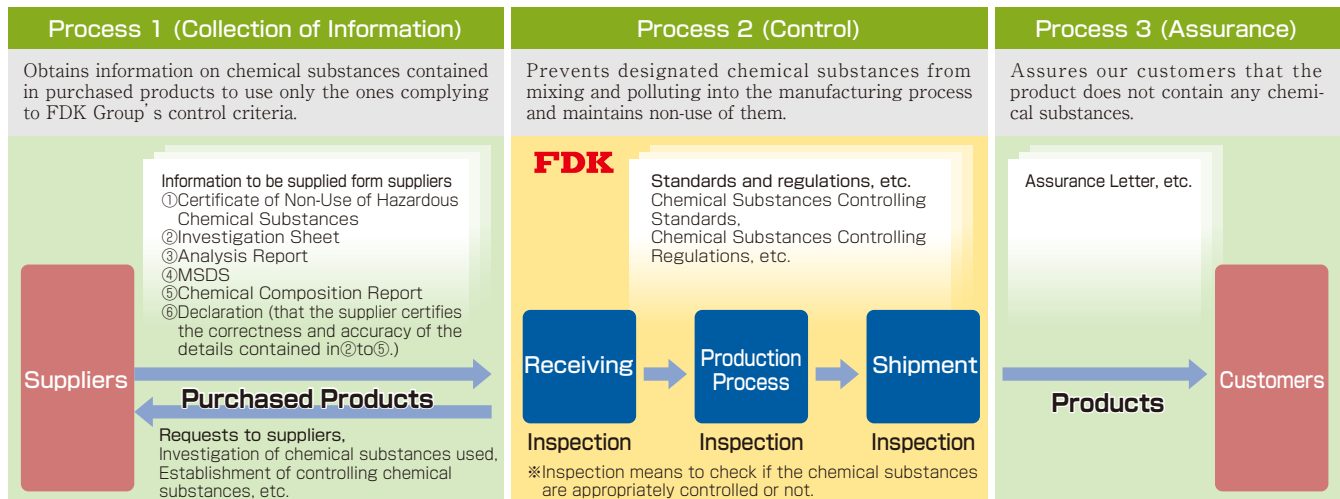 Process 1 (Collection of Information)
Obtains information on chemical substances contained
in purchased products to use only the ones complying
to FDK Group's control criteria.
Information to be supplied form suppliers
①Certificate of Non-Use of Hazardous
Chemical Substances
②Investigation Sheet
③Analysis Report
④MSDS
⑤Chemical Composition Report
⑥Declaration (that the supplier certifies
the correctness and accuracy of the
details contained in②to⑤.)
Suppliers
Purchased Products
Requests to suppliers,
Investigation of chemical substances used,
Establishment of controlling chemical
substances, etc.
Process 2 (Control)
Prevents designated chemical substances from
mixing and polluting into the manufacturing process
and maintains non-use of them.
FDK
Standards and regulations, etc.
Chemical Substances Controlling
Standards,
Chemical Substances Controlling
Regulations, etc.
Receiving
Production
Process
Shipment
Inspection
Inspection
Inspection
※Inspection means to check if the chemical substances
are appropriately controlled or not.
Process 3 (Assurance)
Assures our customers that the
product does not contain any chemi-
cal substances.
Assurance Letter, etc.
Products
Customers